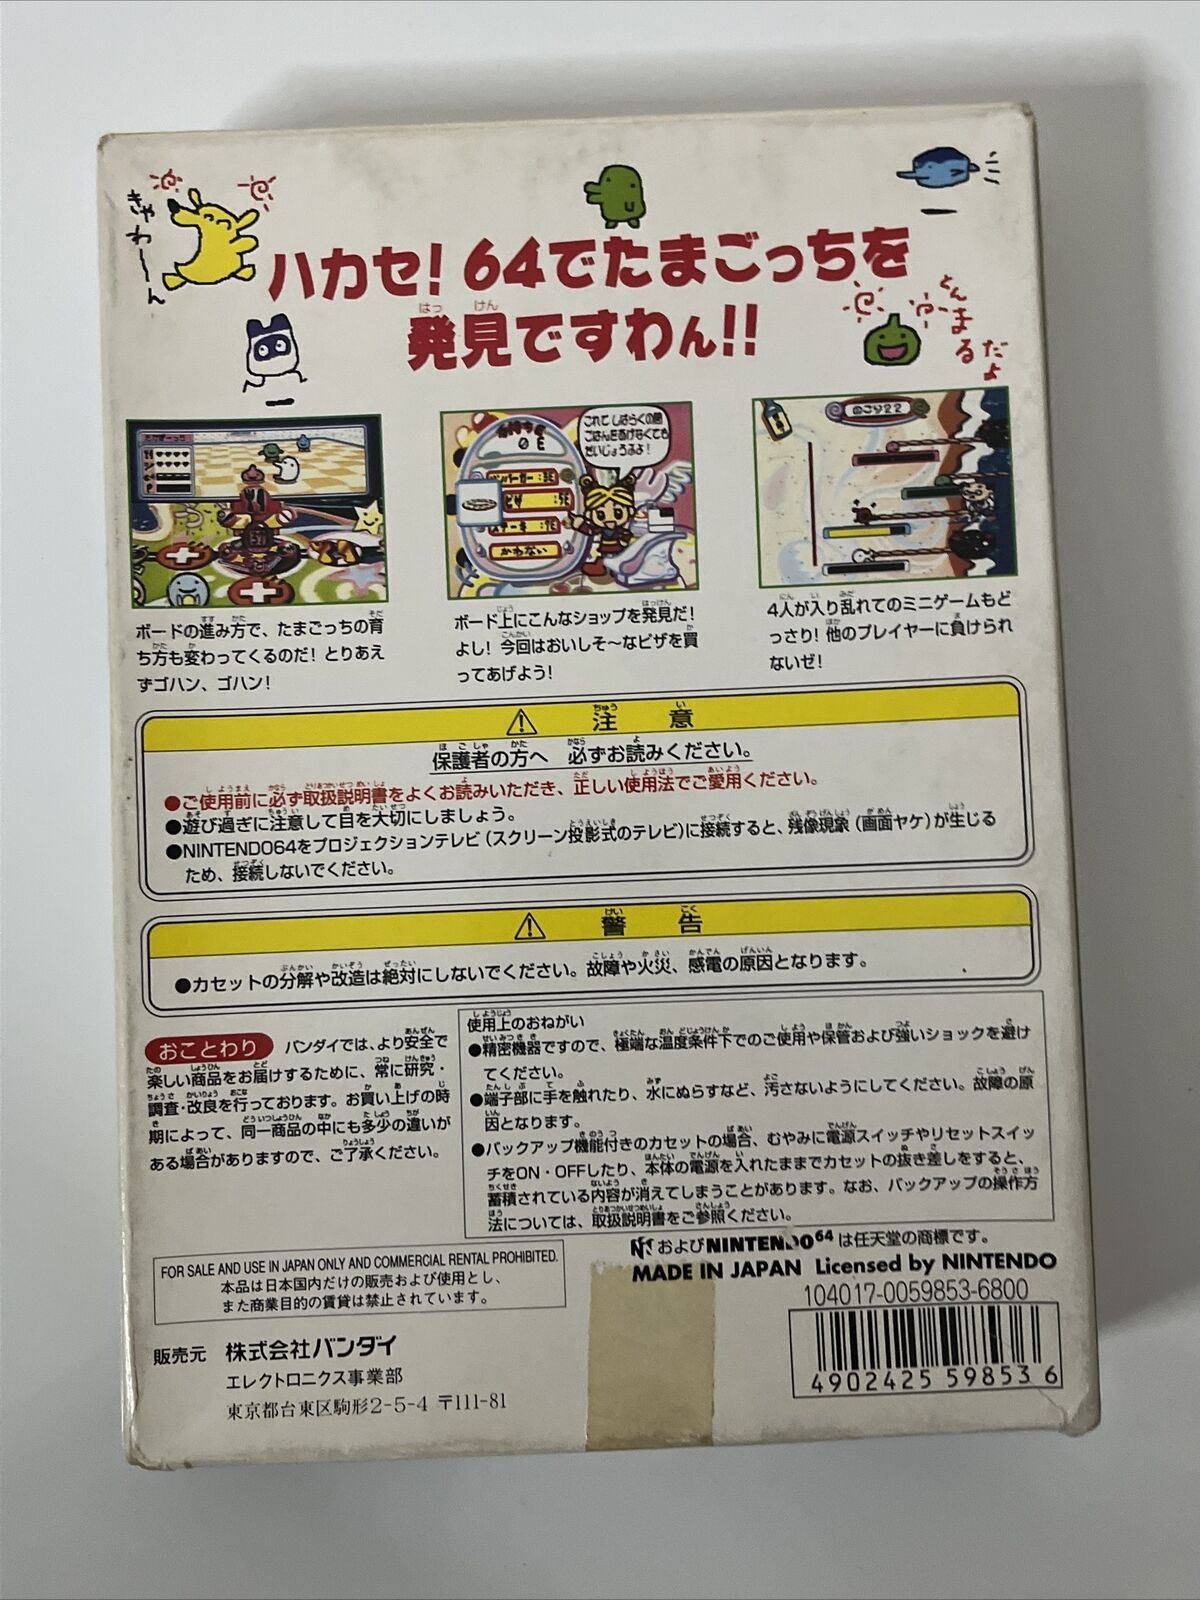 きゃわーーん
ハカセ! 64でたまごっちを
発見ですわん!!
とんまるだよ
のこり22
0E
ピザ :5E
かわない
これで しばらくの間
ごはんをあげなくても
だいじょうぶよ!
ボードの進み方で、たまごっちの育
ち方も変わってくるのだ! とりあえ
ずゴハン、ゴハン!
ボード上にこんなショップを発見だ!
よし! 今回はおいしそ〜なピザを買
ってあげよう!
4人が入り乱れてのミニゲームもど
っさり! 他のプレイヤーに負けられ
ないゼ!
⚠ 注意
保護者の方へ 必ずお読みください。
●ご使用前に必ず取扱説明書をよくお読みいただき、正しい使用法でご愛用ください。
●遊び過ぎに注意して目を大切にしましょう。
●NINTENDO64をプロジェクションテレビ(スクリーン投影式のテレビ)に接続すると、残像現象(画面ヤケ)が生じる
ため、接続しないでください。
⚠ 警告
●カセットの分解や改造は絶対にしないでください。故障や火災、感電の原因となります。
おことわり バンダイでは、より安全で
楽しい商品をお届けするために、常に研究・
調査・改良を行っております。お買い上げの時
期によって、同一商品の中にも多少の違いが
ある場合がありますので、ご了承ください。
使用上のおねがい
●精密機器ですので、極端な温度条件下でのご使用や保管および強いショックを避け
てください。
●端子部に手を触れたり、水にぬらすなど、汚さないようにしてください。故障の原
因となります。
●バックアップ機能付きのカセットの場合、むやみに電源スイッチやリセットスイッ
チをON・OFFしたり、本体の電源を入れたままでカセットの抜き差しをすると、
蓄積されている内容が消えてしまうことがあります。なお、バックアップの操作方
法については、取扱説明書をご参照ください。
およびNINTENDO64は任天堂の商標です。
MADE IN JAPAN Licensed by NINTENDO
FOR SALE AND USE IN JAPAN ONLY AND COMMERCIAL RENTAL PROHIBITED.
本品は日本国内だけの販売および使用とし、
また商業目的の賃貸は禁止されています。
104017-0059853-6800
4902425 598536
販売元 株式会社バンダイ
エレクトロニクス事業部
東京都台東区駒形2-5-4 〒111-81